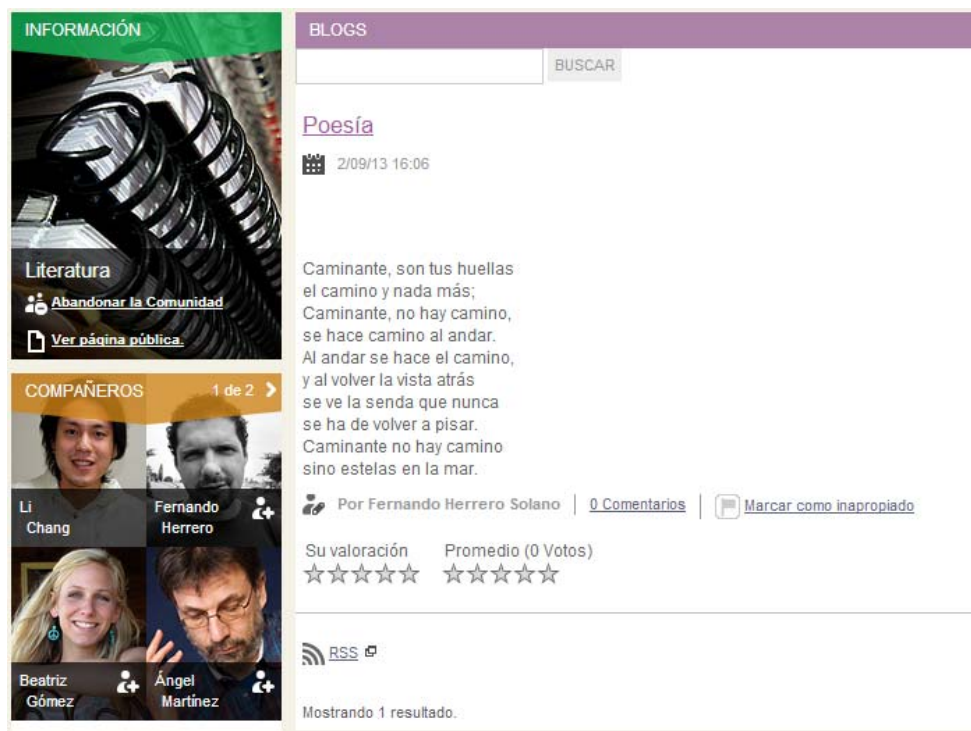 INFORMACIÓN
Literatura
Abandonar la Comunidad
Ver página pública.
COMPAÑEROS 1 de 2
Li
Chang
Fernando
Herrero
Beatriz
Gómez
Ángel
Martínez
BLOGS
BUSCAR
Poesía
2/09/13 16:06
Caminante, son tus huellas
el camino y nada más;
Caminante, no hay camino,
se hace camino al andar.
Al andar se hace el camino,
y al volver la vista atrás
se ve la senda que nunca
se ha de volver a pisar.
Caminante no hay camino
sino estelas en la mar.
Por Fernando Herrero Solano | 0 Comentarios | Marcar como inapropiado
Su valoración Promedio (0 Votos)
RSS
Mostrando 1 resultado.